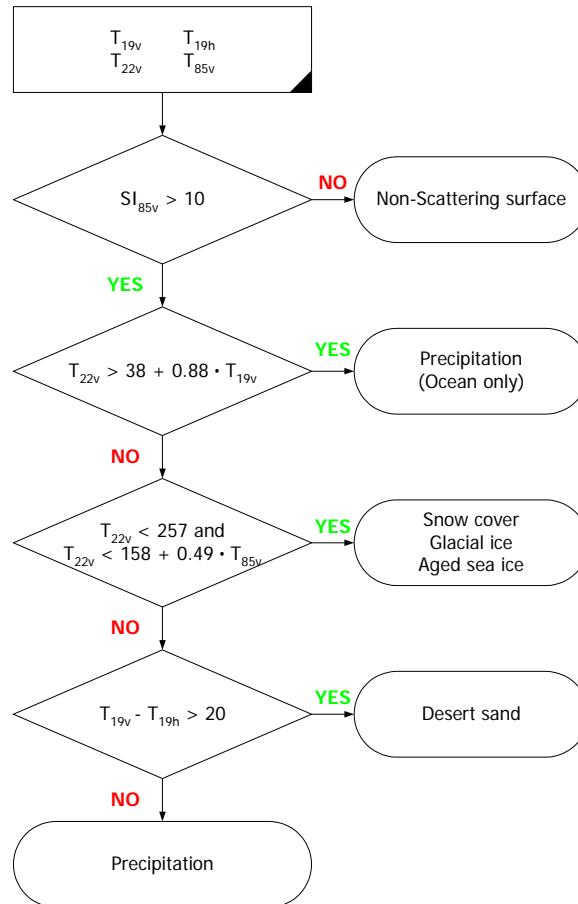 T19v T19h
T22v T85v
SI85v > 10
NO
Non-Scattering surface
YES
T22v > 38 + 0.88 · T19v
YES
Precipitation
(Ocean only)
NO
T22v < 257 and
T22v < 158 + 0.49 · T85v
YES
Snow cover
Glacial ice
Aged sea ice
NO
T19v - T19h > 20
YES
Desert sand
NO
Precipitation